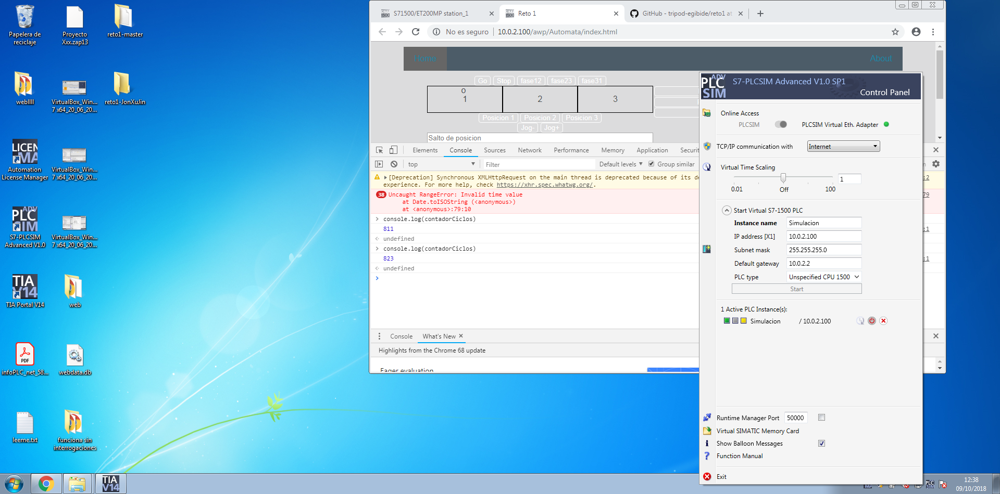 Papelera de
reciclaje
Proyecto
Xxx.zap13
reto1-master
webllll
VirtualBox_Win...
7 x64_20_06_20...
reto1-JonXuJin
LICEN
MA
Automation
License Manager
VirtualBox_Win...
7 x64_20_06_20...
ADV
PLC
SIM
S7-PLCSIM
Advanced V1.0
VirtualBox_Win...
7 x64_20_06_20...
TIA
V14
TIA Portal V14
web
PDF
infoPLC_net_58...
webdata.db
leeme.txt
funciona sin
interrogaciones
S71500/ET200MP station_1
Reto 1
GitHub - tripod-egibide/reto1 at
No es seguro
10.0.2.100/awp/Automata/index.html
Home
About
Go
Stop
fase12
fase23
fase31
O
1
2
3
Posicion 1
Posicion 2
Posicion 3
Jog-
Jog+
Salto de posicion
Elements
Console
Sources
Network
Performance
Memory
Application
Securit
top
Filter
Default levels
Group similar
[Deprecation] Synchronous XMLHttpRequest on the main thread is deprecated because of its de
:2
experience. For more help, check https://xhr.spec.whatwg.org/.
38
Uncaught RangeError: Invalid time value
79
at Date.toISOString (<anonymous>)
at <anonymous>:79:10
console.log(contadorCiclos)
811
:1
undefined
console.log(contadorCiclos)
823
:1
undefined
Console
What's New
Highlights from the Chrome 68 update
Eager evaluation
ADV
PLC
SIM
S7-PLCSIM Advanced V1.0 SP1
Control Panel
Online Access
PLCSIM
PLCSIM Virtual Eth. Adapter
TCP/IP communication with
Internet
Virtual Time Scaling
1
0.01
Off
100
Start Virtual S7-1500 PLC
Instance name
Simulacion
IP address [X1]
10.0.2.100
Subnet mask
255.255.255.0
Default gateway
10.0.2.2
PLC type
Unspecified CPU 1500
Start
1 Active PLC Instance(s):
Simulacion
/ 10.0.2.100
Runtime Manager Port
50000
Virtual SIMATIC Memory Card
Show Balloon Messages
Function Manual
Exit
TIA
V14
PLC
SIM
12:38
09/10/2018